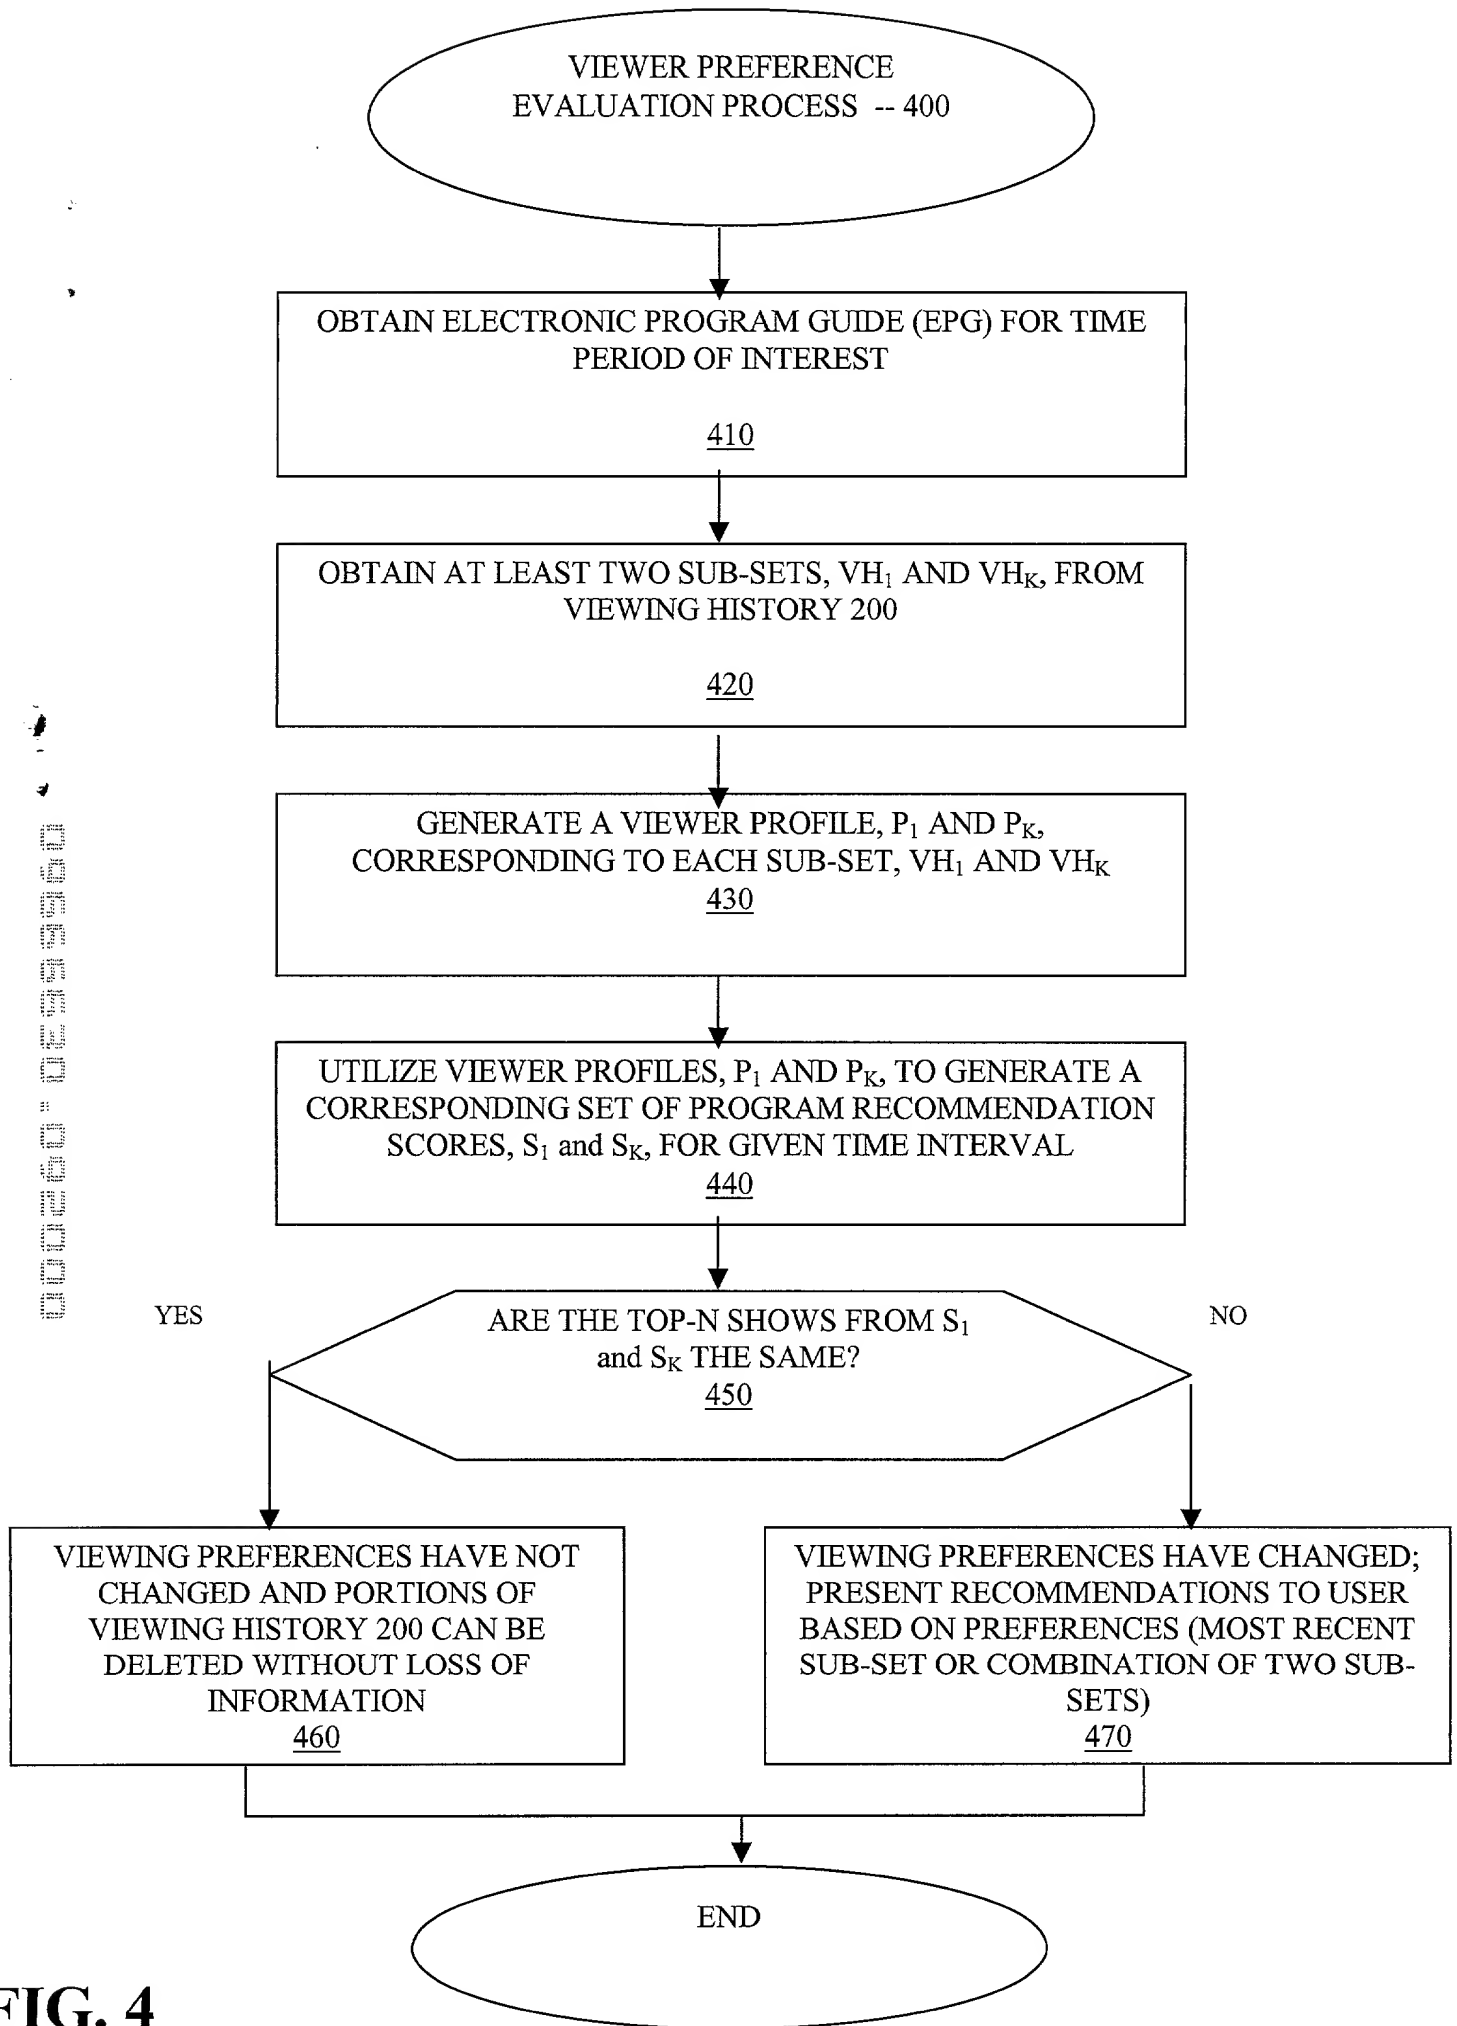 VIEWER PREFERENCE
EVALUATION PROCESS -- 400
OBTAIN ELECTRONIC PROGRAM GUIDE (EPG) FOR TIME
PERIOD OF INTEREST
410
OBTAIN AT LEAST TWO SUB-SETS, VH₁ AND VHK, FROM
VIEWING HISTORY 200
420
GENERATE A VIEWER PROFILE, P₁ AND PK,
CORRESPONDING TO EACH SUB-SET, VH₁ AND VHK
430
UTILIZE VIEWER PROFILES, P₁ AND PK, TO GENERATE A
CORRESPONDING SET OF PROGRAM RECOMMENDATION
SCORES, S₁ and SK, FOR GIVEN TIME INTERVAL
440
YES
ARE THE TOP-N SHOWS FROM S₁
and SK THE SAME?
450
NO
VIEWING PREFERENCES HAVE NOT
CHANGED AND PORTIONS OF
VIEWING HISTORY 200 CAN BE
DELETED WITHOUT LOSS OF
INFORMATION
460
VIEWING PREFERENCES HAVE CHANGED;
PRESENT RECOMMENDATIONS TO USER
BASED ON PREFERENCES (MOST RECENT
SUB-SET OR COMBINATION OF TWO SUB-
SETS)
470
END
FIG. 4